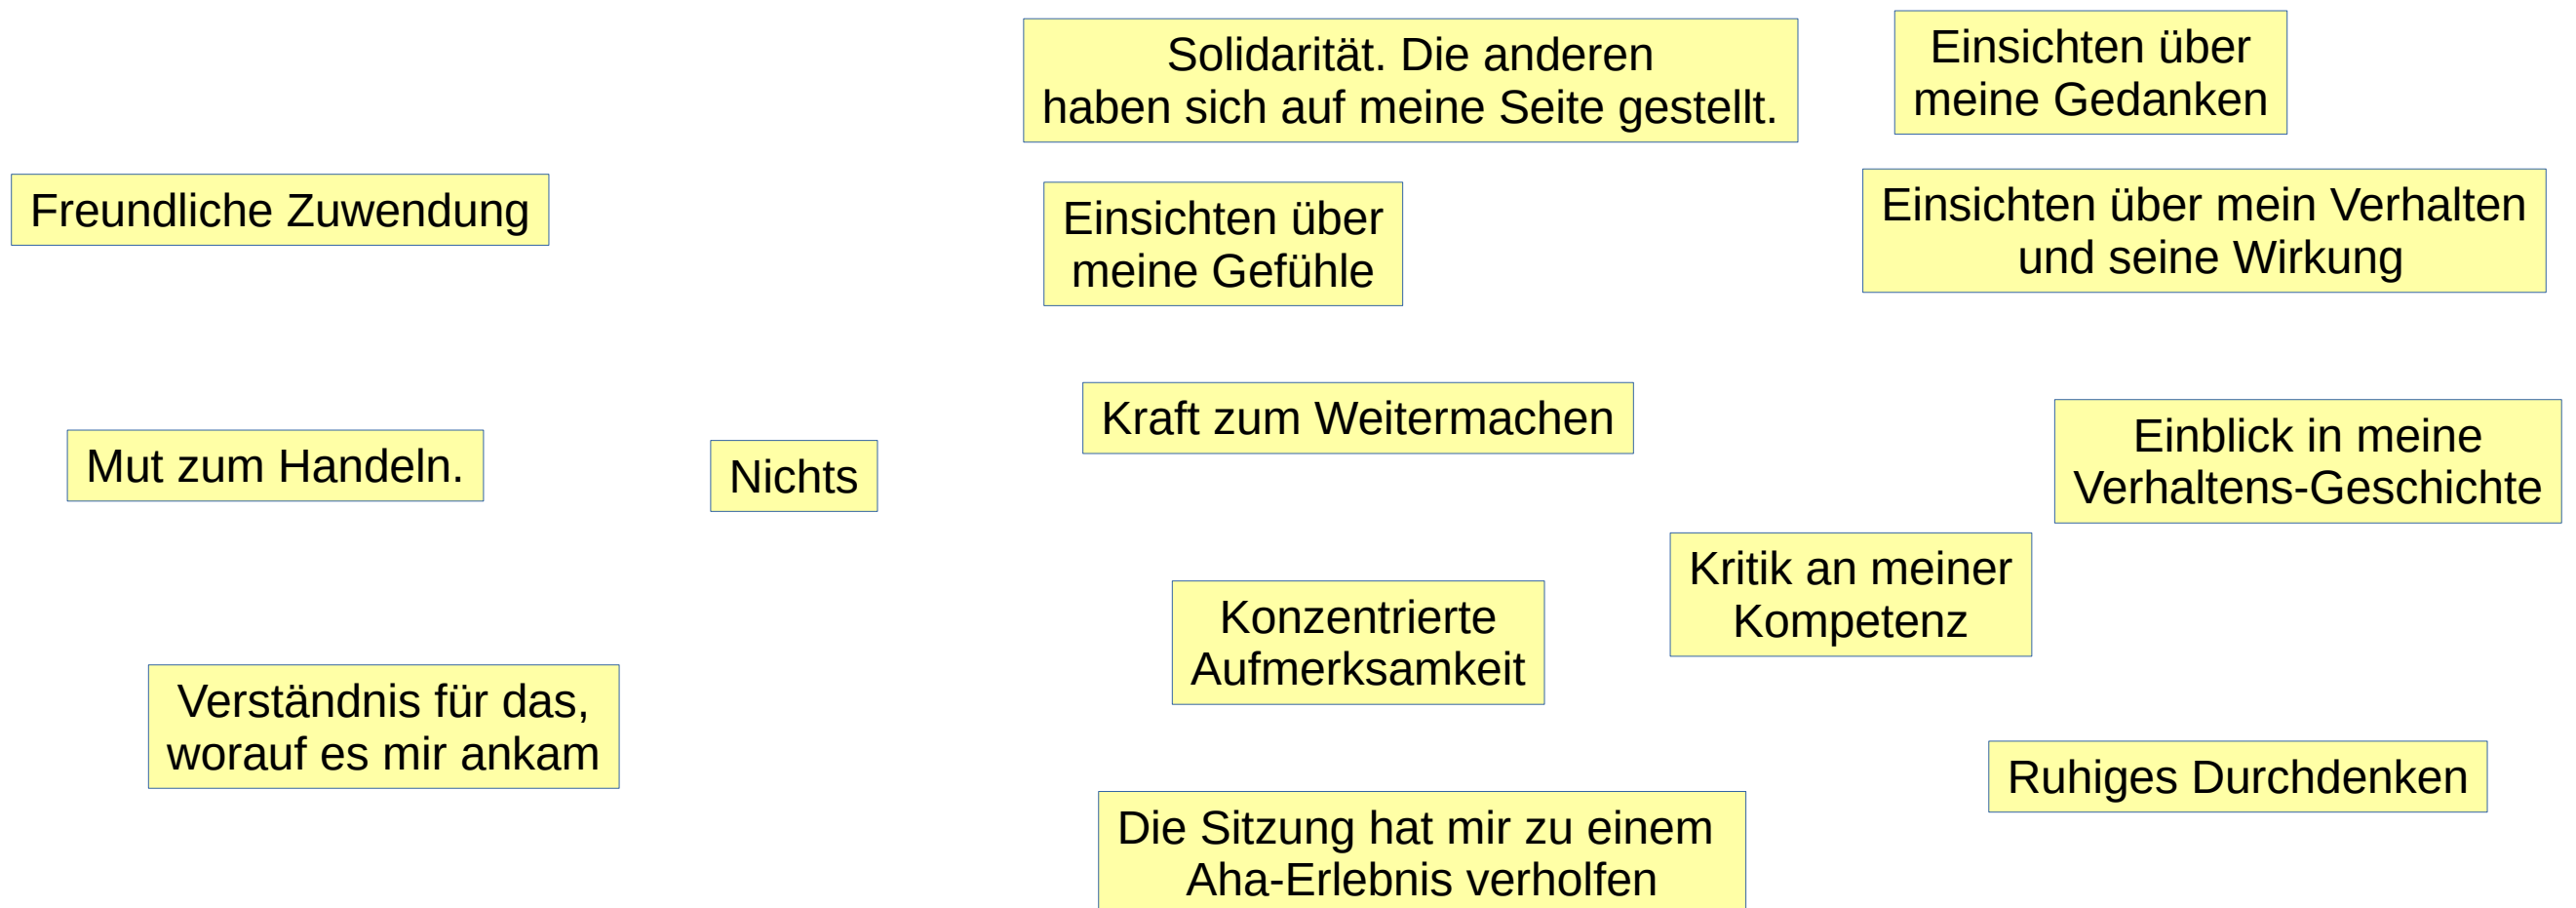 Solidarität. Die anderen
haben sich auf meine Seite gestellt.
Einsichten über
meine Gedanken
Freundliche Zuwendung
Einsichten über
meine Gefühle
Einsichten über mein Verhalten
und seine Wirkung
Mut zum Handeln.
Nichts
Kraft zum Weitermachen
Einblick in meine
Verhaltens-Geschichte
Konzentrierte
Aufmerksamkeit
Kritik an meiner
Kompetenz
Verständnis für das,
worauf es mir ankam
Ruhiges Durchdenken
Die Sitzung hat mir zu einem
Aha-Erlebnis verholfen